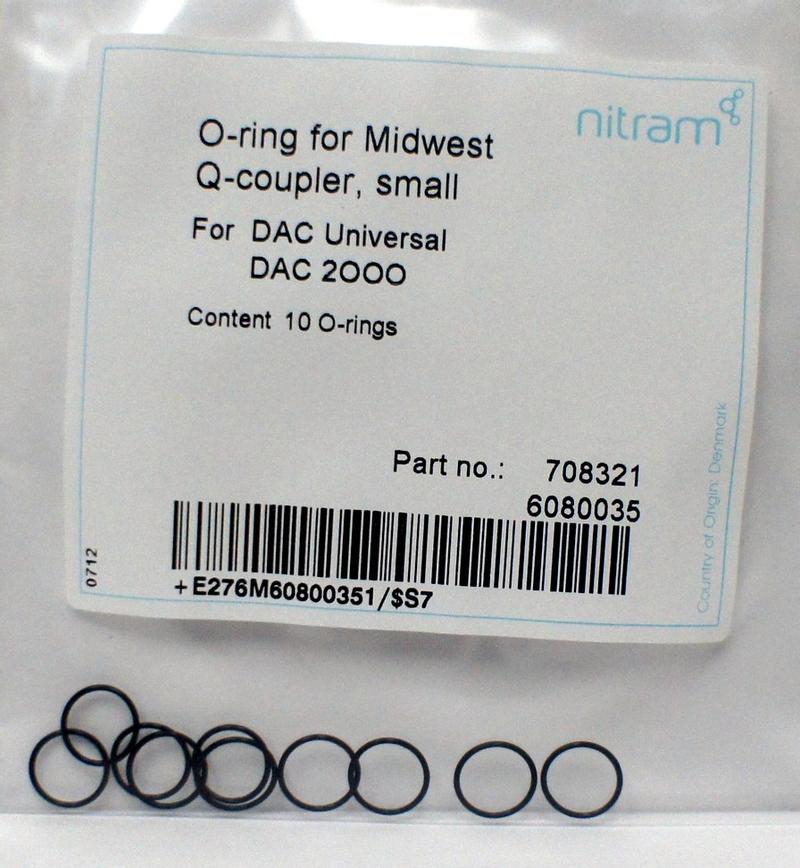 nitram
O-ring for Midwest
Q-coupler, small
For DAC Universal
DAC 2000
Content 10 O-rings
Part no.: 708321
6080035
+E276M60800351/$S7
0712
Country of Origin: Denmark